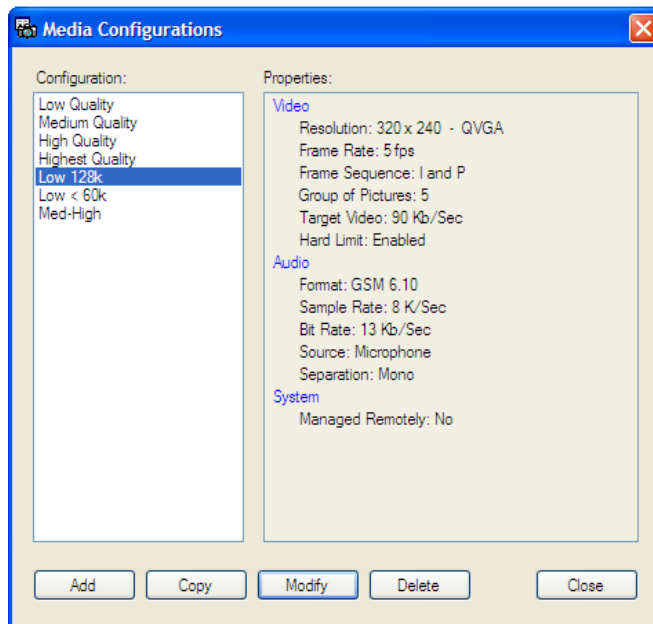 Media Configurations
Configuration:
Low Quality
Medium Quality
High Quality
Highest Quality
Low 128k
Low < 60k
Med-High
Properties:
Video
Resolution: 320 x 240 - QVGA
Frame Rate: 5 fps
Frame Sequence: I and P
Group of Pictures: 5
Target Video: 90 Kb/Sec
Hard Limit: Enabled
Audio
Format: GSM 6.10
Sample Rate: 8 K/Sec
Bit Rate: 13 Kb/Sec
Source: Microphone
Separation: Mono
System
Managed Remotely: No
Add Copy Modify Delete Close